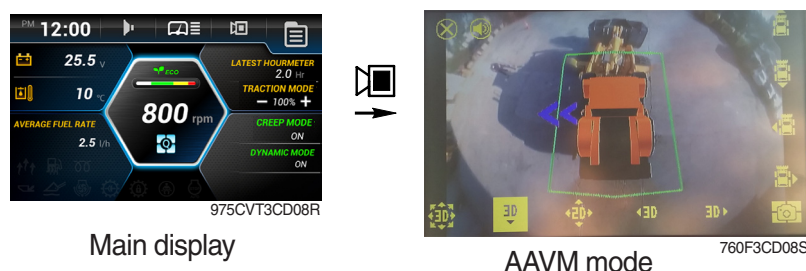 PM 12:00
25.5 V
10 °C
AVERAGE FUEL RATE
2.5 l/h
ECO
800 rpm
LATEST HOURMETER
2.0 Hr
TRACTION MODE
− 100% +
CREEP MODE
ON
DYNAMIC MODE
ON
975CVT3CD08R
Main display
3D
3D
2D
3D
3D
760F3CD08S
AAVM mode